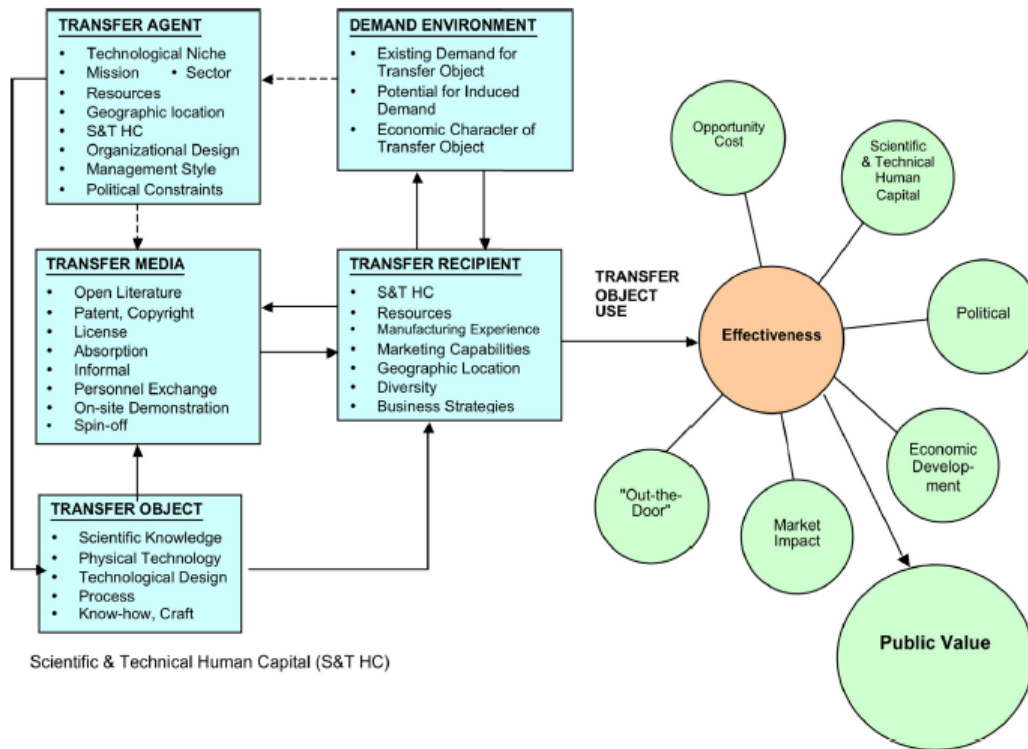 TRANSFER AGENT
• Technological Niche
• Mission • Sector
• Resources
• Geographic location
• S&T HC
• Organizational Design
• Management Style
• Political Constraints
DEMAND ENVIRONMENT
• Existing Demand for
Transfer Object
• Potential for Induced
Demand
• Economic Character of
Transfer Object
TRANSFER MEDIA
• Open Literature
• Patent, Copyright
• License
• Absorption
• Informal
• Personnel Exchange
• On-site Demonstration
• Spin-off
TRANSFER RECIPIENT
• S&T HC
• Resources
• Manufacturing Experience
• Marketing Capabilities
• Geographic Location
• Diversity
• Business Strategies
TRANSFER OBJECT
• Scientific Knowledge
• Physical Technology
• Technological Design
• Process
• Know-how, Craft
Scientific & Technical Human Capital (S&T HC)
TRANSFER
OBJECT
USE
Effectiveness
Opportunity
Cost
Scientific
& Technical
Human
Capital
Political
Economic
Develop-
ment
Market
Impact
"Out-the-
Door"
Public Value